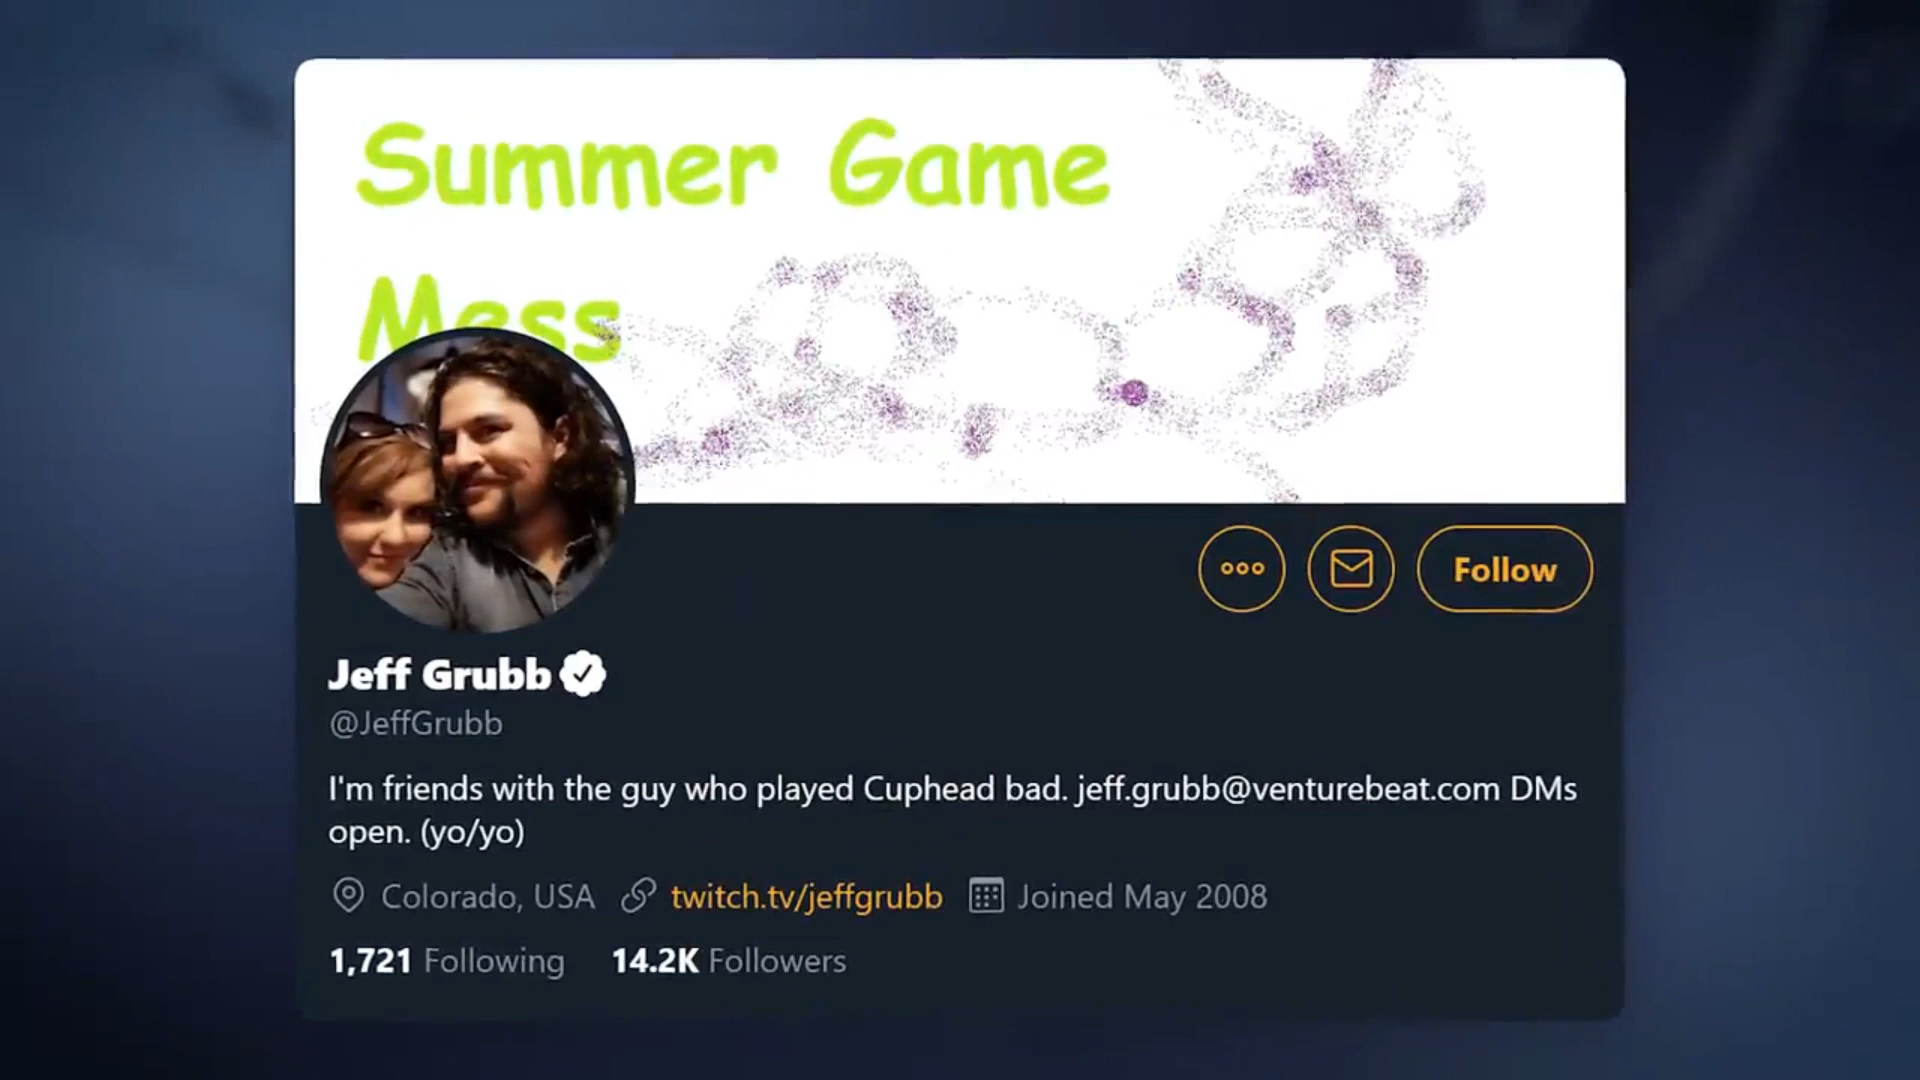 Summer Game
Mess
Follow
Jeff Grubb
@JeffGrubb
I'm friends with the guy who played Cuphead bad. jeff.grubb@venturebeat.com DMs
open. (yo/yo)
Colorado, USA twitch.tv/jeffgrubb Joined May 2008
1,721 Following 14.2K Followers